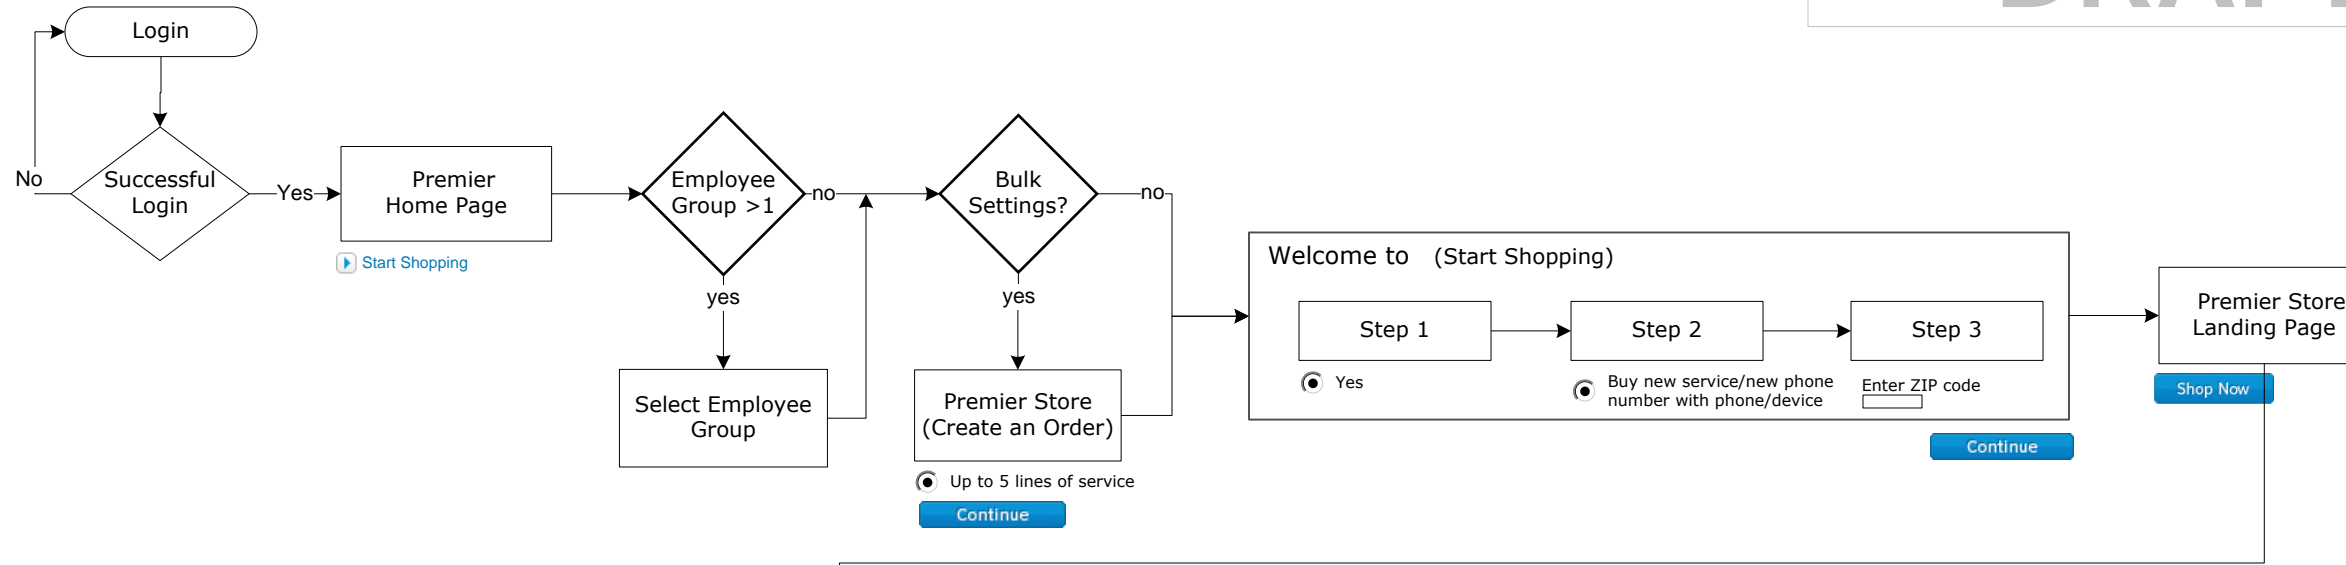 Login
No
Successful
Login
Yes
Premier
Home Page
Start Shopping
Employee
Group >1
no
yes
Select Employee
Group
Bulk
Settings?
no
yes
Premier Store
(Create an Order)
Up to 5 lines of service
Continue
Welcome to (Start Shopping)
Step 1
Yes
Step 2
Buy new service/new phone
number with phone/device
Step 3
Enter ZIP code
Continue
Premier Store
Landing Page
Shop Now